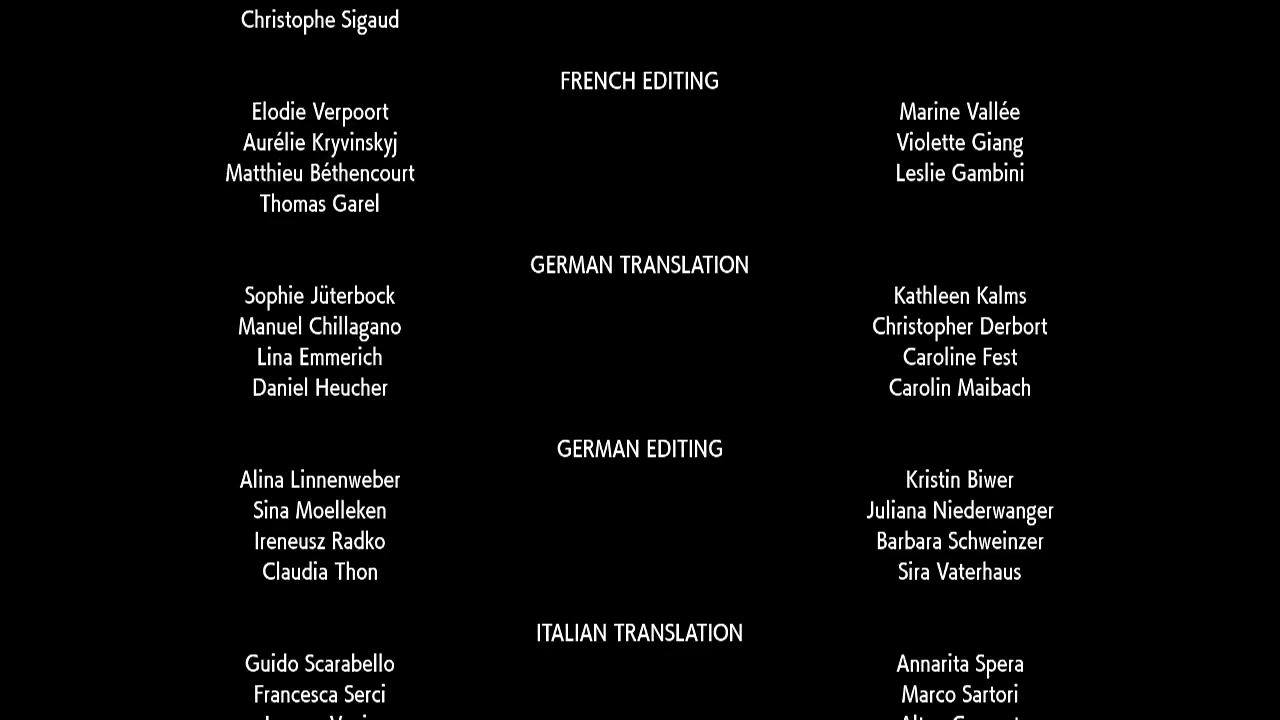 Christophe Sigaud
FRENCH EDITING
Elodie Verpoort Marine Vallée
Aurélie Kryvinskyj Violette Giang
Matthieu Béthencourt Leslie Gambini
Thomas Garel
GERMAN TRANSLATION
Sophie Jüterbock Kathleen Kalms
Manuel Chillagano Christopher Derbort
Lina Emmerich Caroline Fest
Daniel Heucher Carolin Maibach
GERMAN EDITING
Alina Linnenweber Kristin Biwer
Sina Moelleken Juliana Niederwanger
Ireneusz Radko Barbara Schweinzer
Claudia Thon Sira Vaterhaus
ITALIAN TRANSLATION
Guido Scarabello Annarita Spera
Francesca Serci Marco Sartori